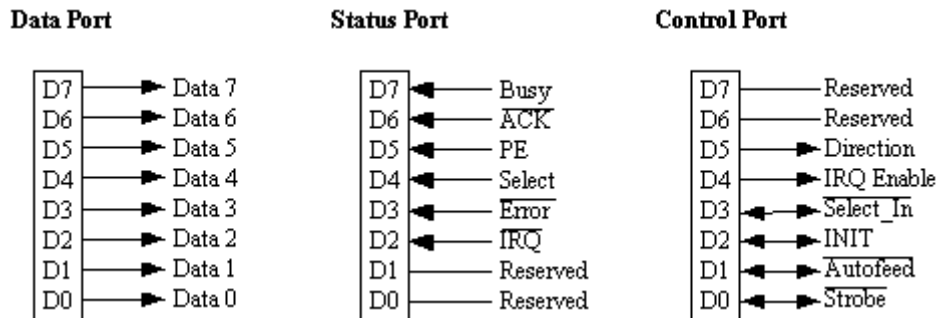 Data Port
D7 Data 7
D6 Data 6
D5 Data 5
D4 Data 4
D3 Data 3
D2 Data 2
D1 Data 1
D0 Data 0
Status Port
D7 Busy
D6 ACK
D5 PE
D4 Select
D3 Error
D2 IRQ
D1 Reserved
D0 Reserved
Control Port
D7 Reserved
D6 Reserved
D5 Direction
D4 IRQ Enable
D3 Select_In
D2 INIT
D1 Autofeed
D0 Strobe